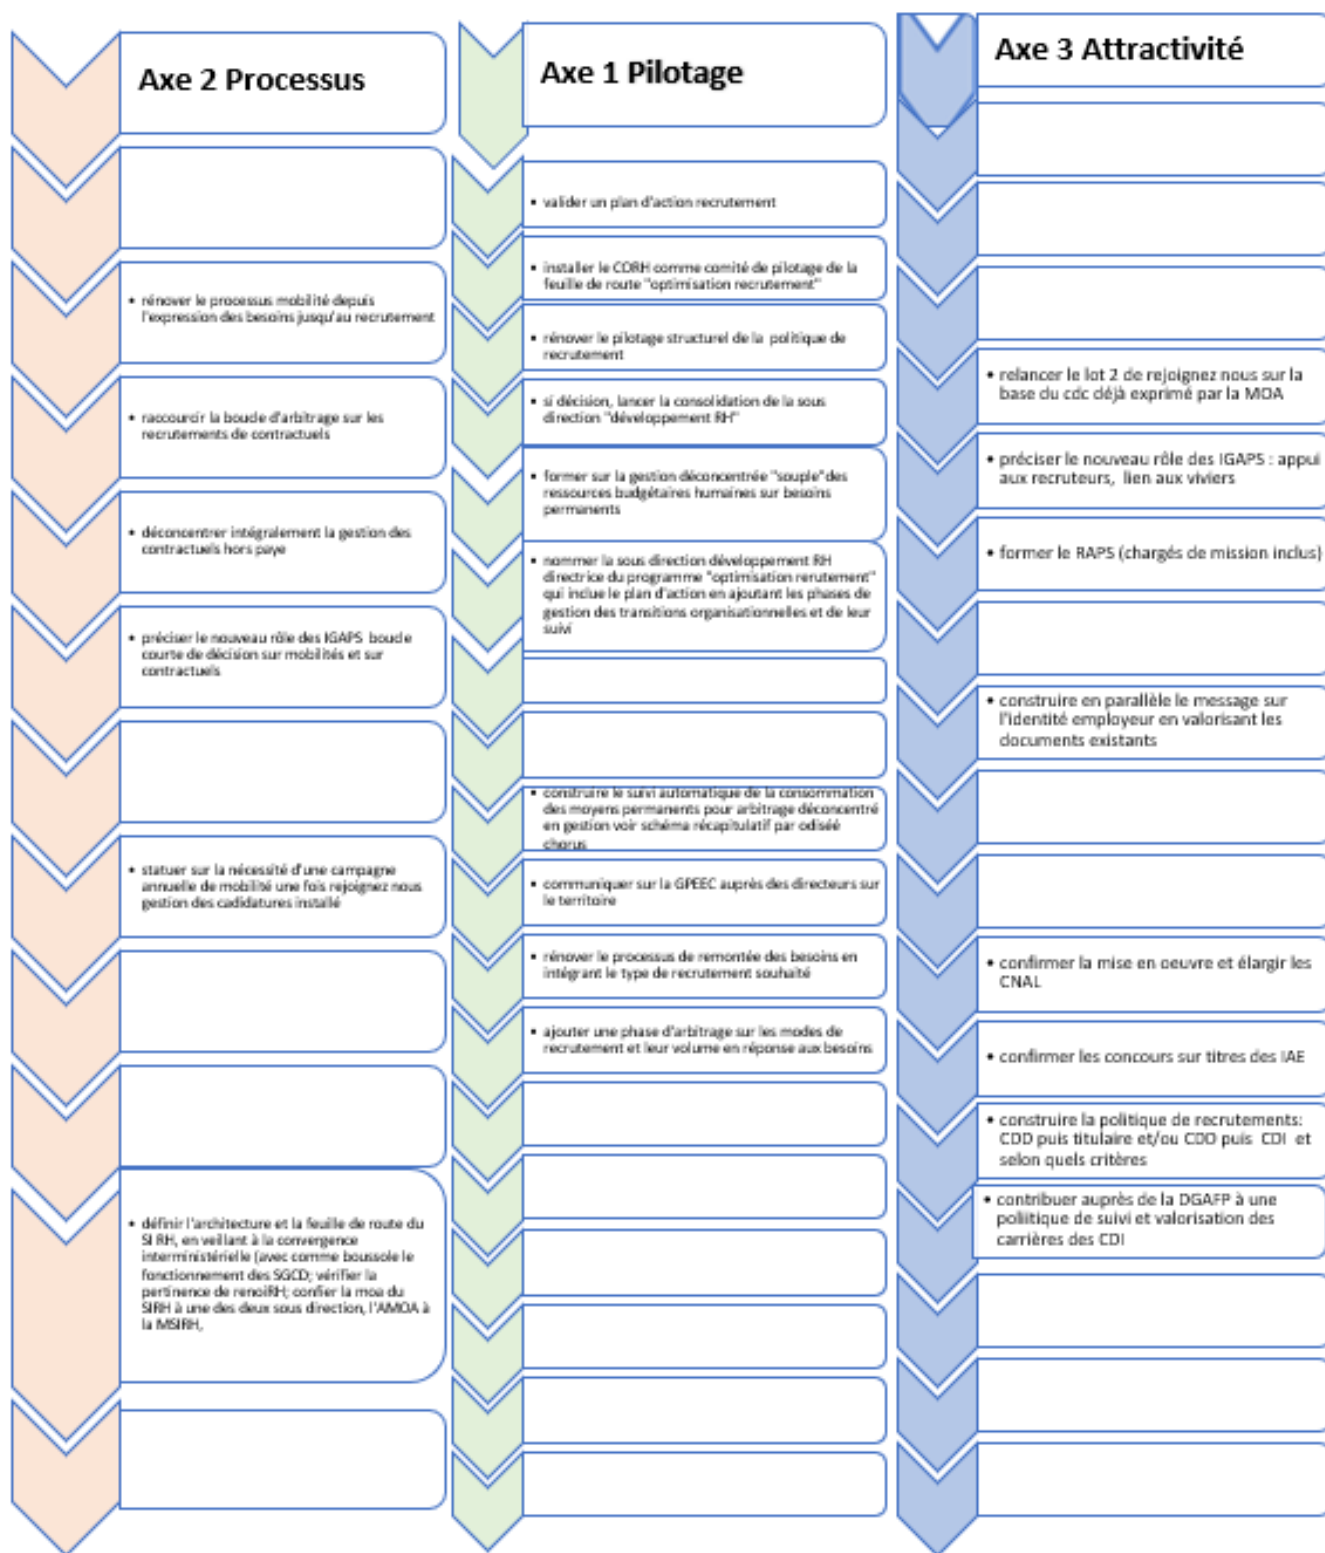 Axe 2 Processus
• rénover le processus mobilité depuis
l'expression des besoins jusqu'au recrutement
• raccourcir la boucle d'arbitrage sur les
recrutements de contractuels
• déconcentrer intégralement la gestion des
contractuels hors paye
• préciser le nouveau rôle des IGAPS boucle
courte de décision sur mobilités et sur
contractuels
• statuer sur la nécessité d'une campagne
annuelle de mobilité une fois rejoignez nous
gestion des cadidatures installé
• définir l'architecture et la feuille de route du
SI RH, en veillant à la convergence
interministérielle (avec comme boussole le
fonctionnement des SGCD; vérifier la
pertinence de renoiRH; confier la moa du
SIRH à une des deux sous direction, l'AMOA à
la MSIRH,
Axe 1 Pilotage
• valider un plan d'action recrutement
• installer le CORH comme comité de pilotage de la
feuille de route "optimisation recrutement"
• rénover le pilotage structurel de la politique de
recrutement
• si décision, lancer la consolidation de la sous
direction "développement RH"
• former sur la gestion déconcentrée "souple"des
ressources budgétaires humaines sur besoins
permanents
• nommer la sous direction développement RH
directrice du programme "optimisation rerutement"
qui inclue le plan d'action en ajoutant les phases de
gestion des transitions organisationnelles et de leur
suivi
• construire le suivi automatique de la consommation
des moyens permanents pour arbitrage déconcentré
en gestion voir schéma récapitulatif par odiséé
chorus
• communiquer sur la GPEEC auprès des directeurs sur
le territoire
• rénover le processus de remontée des besoins en
intégrant le type de recrutement souhaité
• ajouter une phase d'arbitrage sur les modes de
recrutement et leur volume en réponse aux besoins
Axe 3 Attractivité
• relancer le lot 2 de rejoignez nous sur la
base du cdc déjà exprimé par la MOA
• préciser le nouveau rôle des IGAPS : appui
aux recruteurs, lien aux viviers
• former le RAPS (chargés de mission inclus)
• construire en parallèle le message sur
l'identité employeur en valorisant les
documents existants
• confirmer la mise en oeuvre et élargir les
CNAL
• confirmer les concours sur titres des IAE
• construire la politique de recrutements:
CDD puis titulaire et/ou CDD puis CDI et
selon quels critères
• contribuer auprès de la DGAFP à une
poliitique de suivi et valorisation des
carrières des CDI